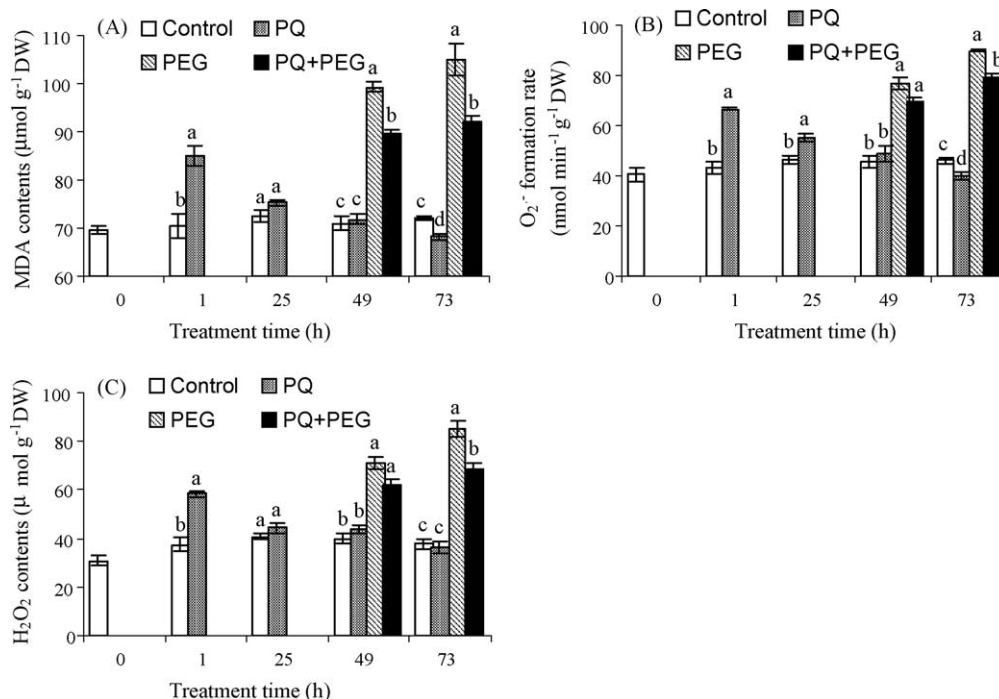 (A)
Control
PQ
PEG
PQ+PEG
MDA contents (μmol g⁻¹ DW)
110
100
90
80
70
60
b
a
a
a
c
c
a
b
c
d
a
b
0
1
25
49
73
Treatment time (h)
(B)
Control
PQ
PEG
PQ+PEG
O₂·⁻ formation rate
(nmol min⁻¹ g⁻¹ DW)
100
80
60
40
20
0
b
a
b
a
b
b
a
a
c
d
a
b
0
1
25
49
73
Treatment time (h)
(C)
Control
PQ
PEG
PQ+PEG
H₂O₂ contents (μ mol g⁻¹DW)
100
80
60
40
20
0
b
a
a
a
b
b
a
a
c
c
a
b
0
1
25
49
73
Treatment time (h)